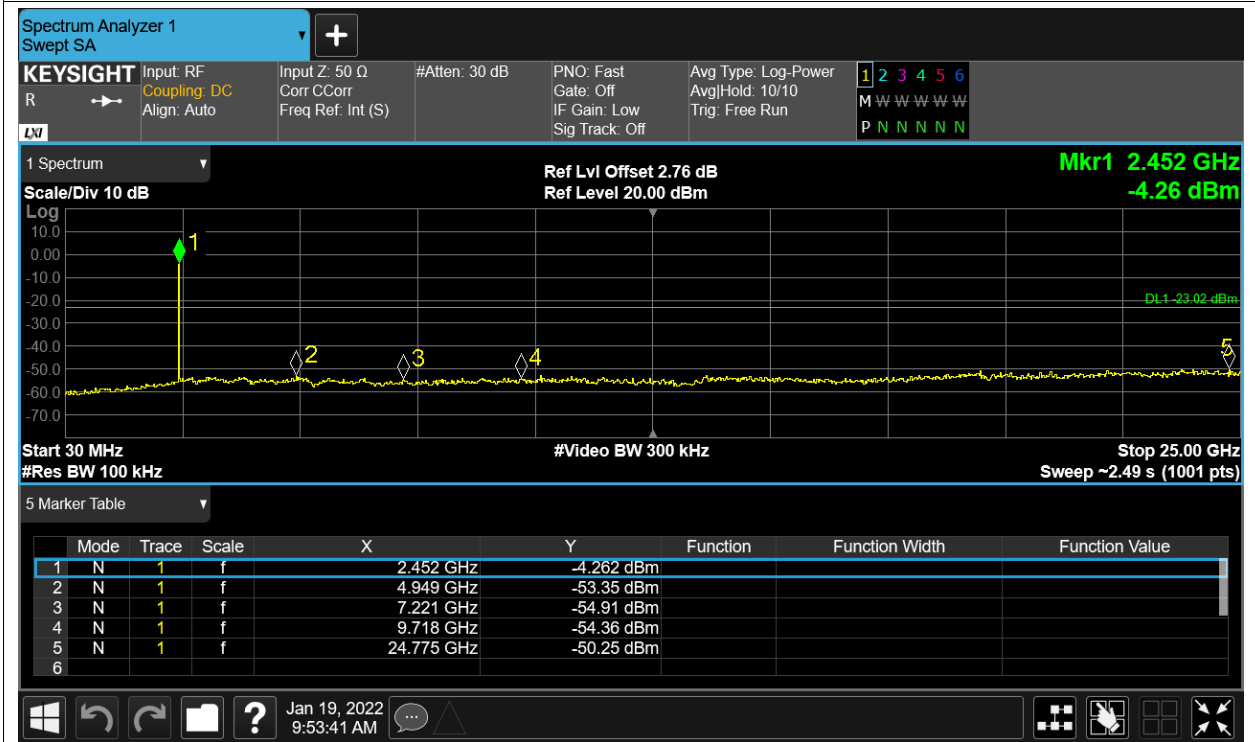 Spectrum Analyzer 1
Swept SA
+
KEYSIGHT
R
LXI
Input: RF
Coupling: DC
Align: Auto
Input Z: 50 Ω
Corr CCorr
Freq Ref: Int (S)
#Atten: 30 dB
PNO: Fast
Gate: Off
IF Gain: Low
Sig Track: Off
Avg Type: Log-Power
Avg|Hold: 10/10
Trig: Free Run
1 2 3 4 5 6
M W W W W W
P N N N N N
1 Spectrum
Scale/Div 10 dB
Ref Lvl Offset 2.76 dB
Ref Level 20.00 dBm
Mkr1 2.452 GHz
-4.26 dBm
Log
10.0
0.00
-10.0
-20.0
-30.0
-40.0
-50.0
-60.0
-70.0
1
2
3
4
5
DL1 -23.02 dBm
Start 30 MHz
#Res BW 100 kHz
#Video BW 300 kHz
Stop 25.00 GHz
Sweep ~2.49 s (1001 pts)
5 Marker Table
Mode Trace Scale X Y Function Function Width Function Value
1 N 1 f 2.452 GHz -4.262 dBm
2 N 1 f 4.949 GHz -53.35 dBm
3 N 1 f 7.221 GHz -54.91 dBm
4 N 1 f 9.718 GHz -54.36 dBm
5 N 1 f 24.775 GHz -50.25 dBm
6
?
Jan 19, 2022
9:53:41 AM